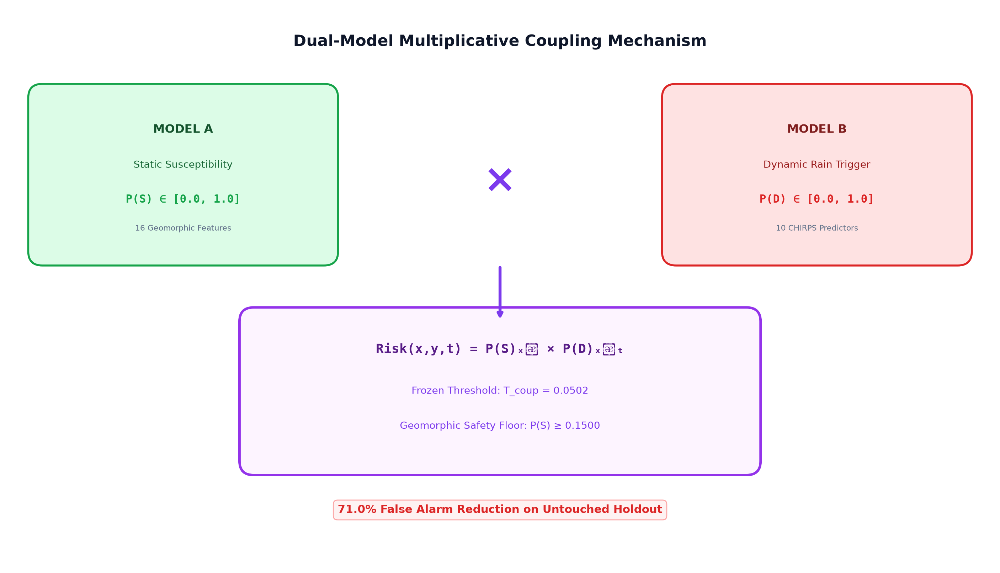 Dual-Model Multiplicative Coupling Mechanism
MODEL A
Static Susceptibility
P(S) ∈ [0.0, 1.0]
16 Geomorphic Features
×
MODEL B
Dynamic Rain Trigger
P(D) ∈ [0.0, 1.0]
10 CHIRPS Predictors
Risk(x,y,t) = P(S)ₓ × P(D)ₓ ₜ
Frozen Threshold: T_coup = 0.0502
Geomorphic Safety Floor: P(S) ≥ 0.1500
71.0% False Alarm Reduction on Untouched Holdout